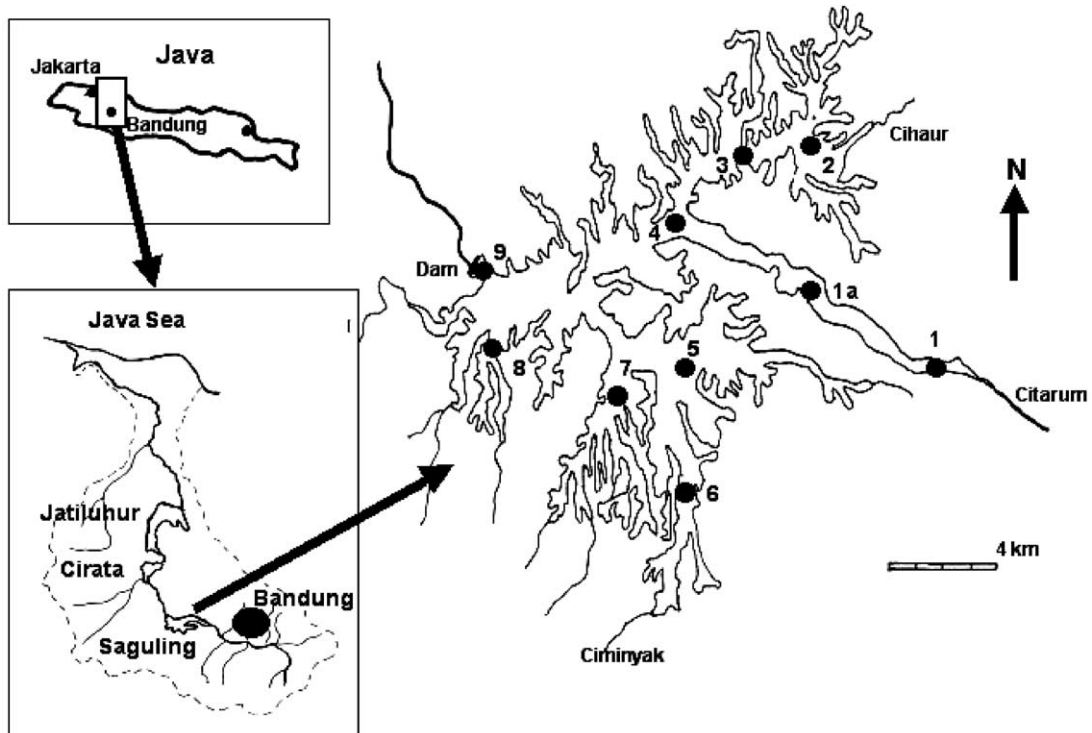 Java
Jakarta
Bandung
Java Sea
Jatiluhur
Cirata
Bandung
Saguling
Cihaur
N
3
2
4
9
Dam
1a
1
8
7
5
Citarum
6
4 km
Ciminyak